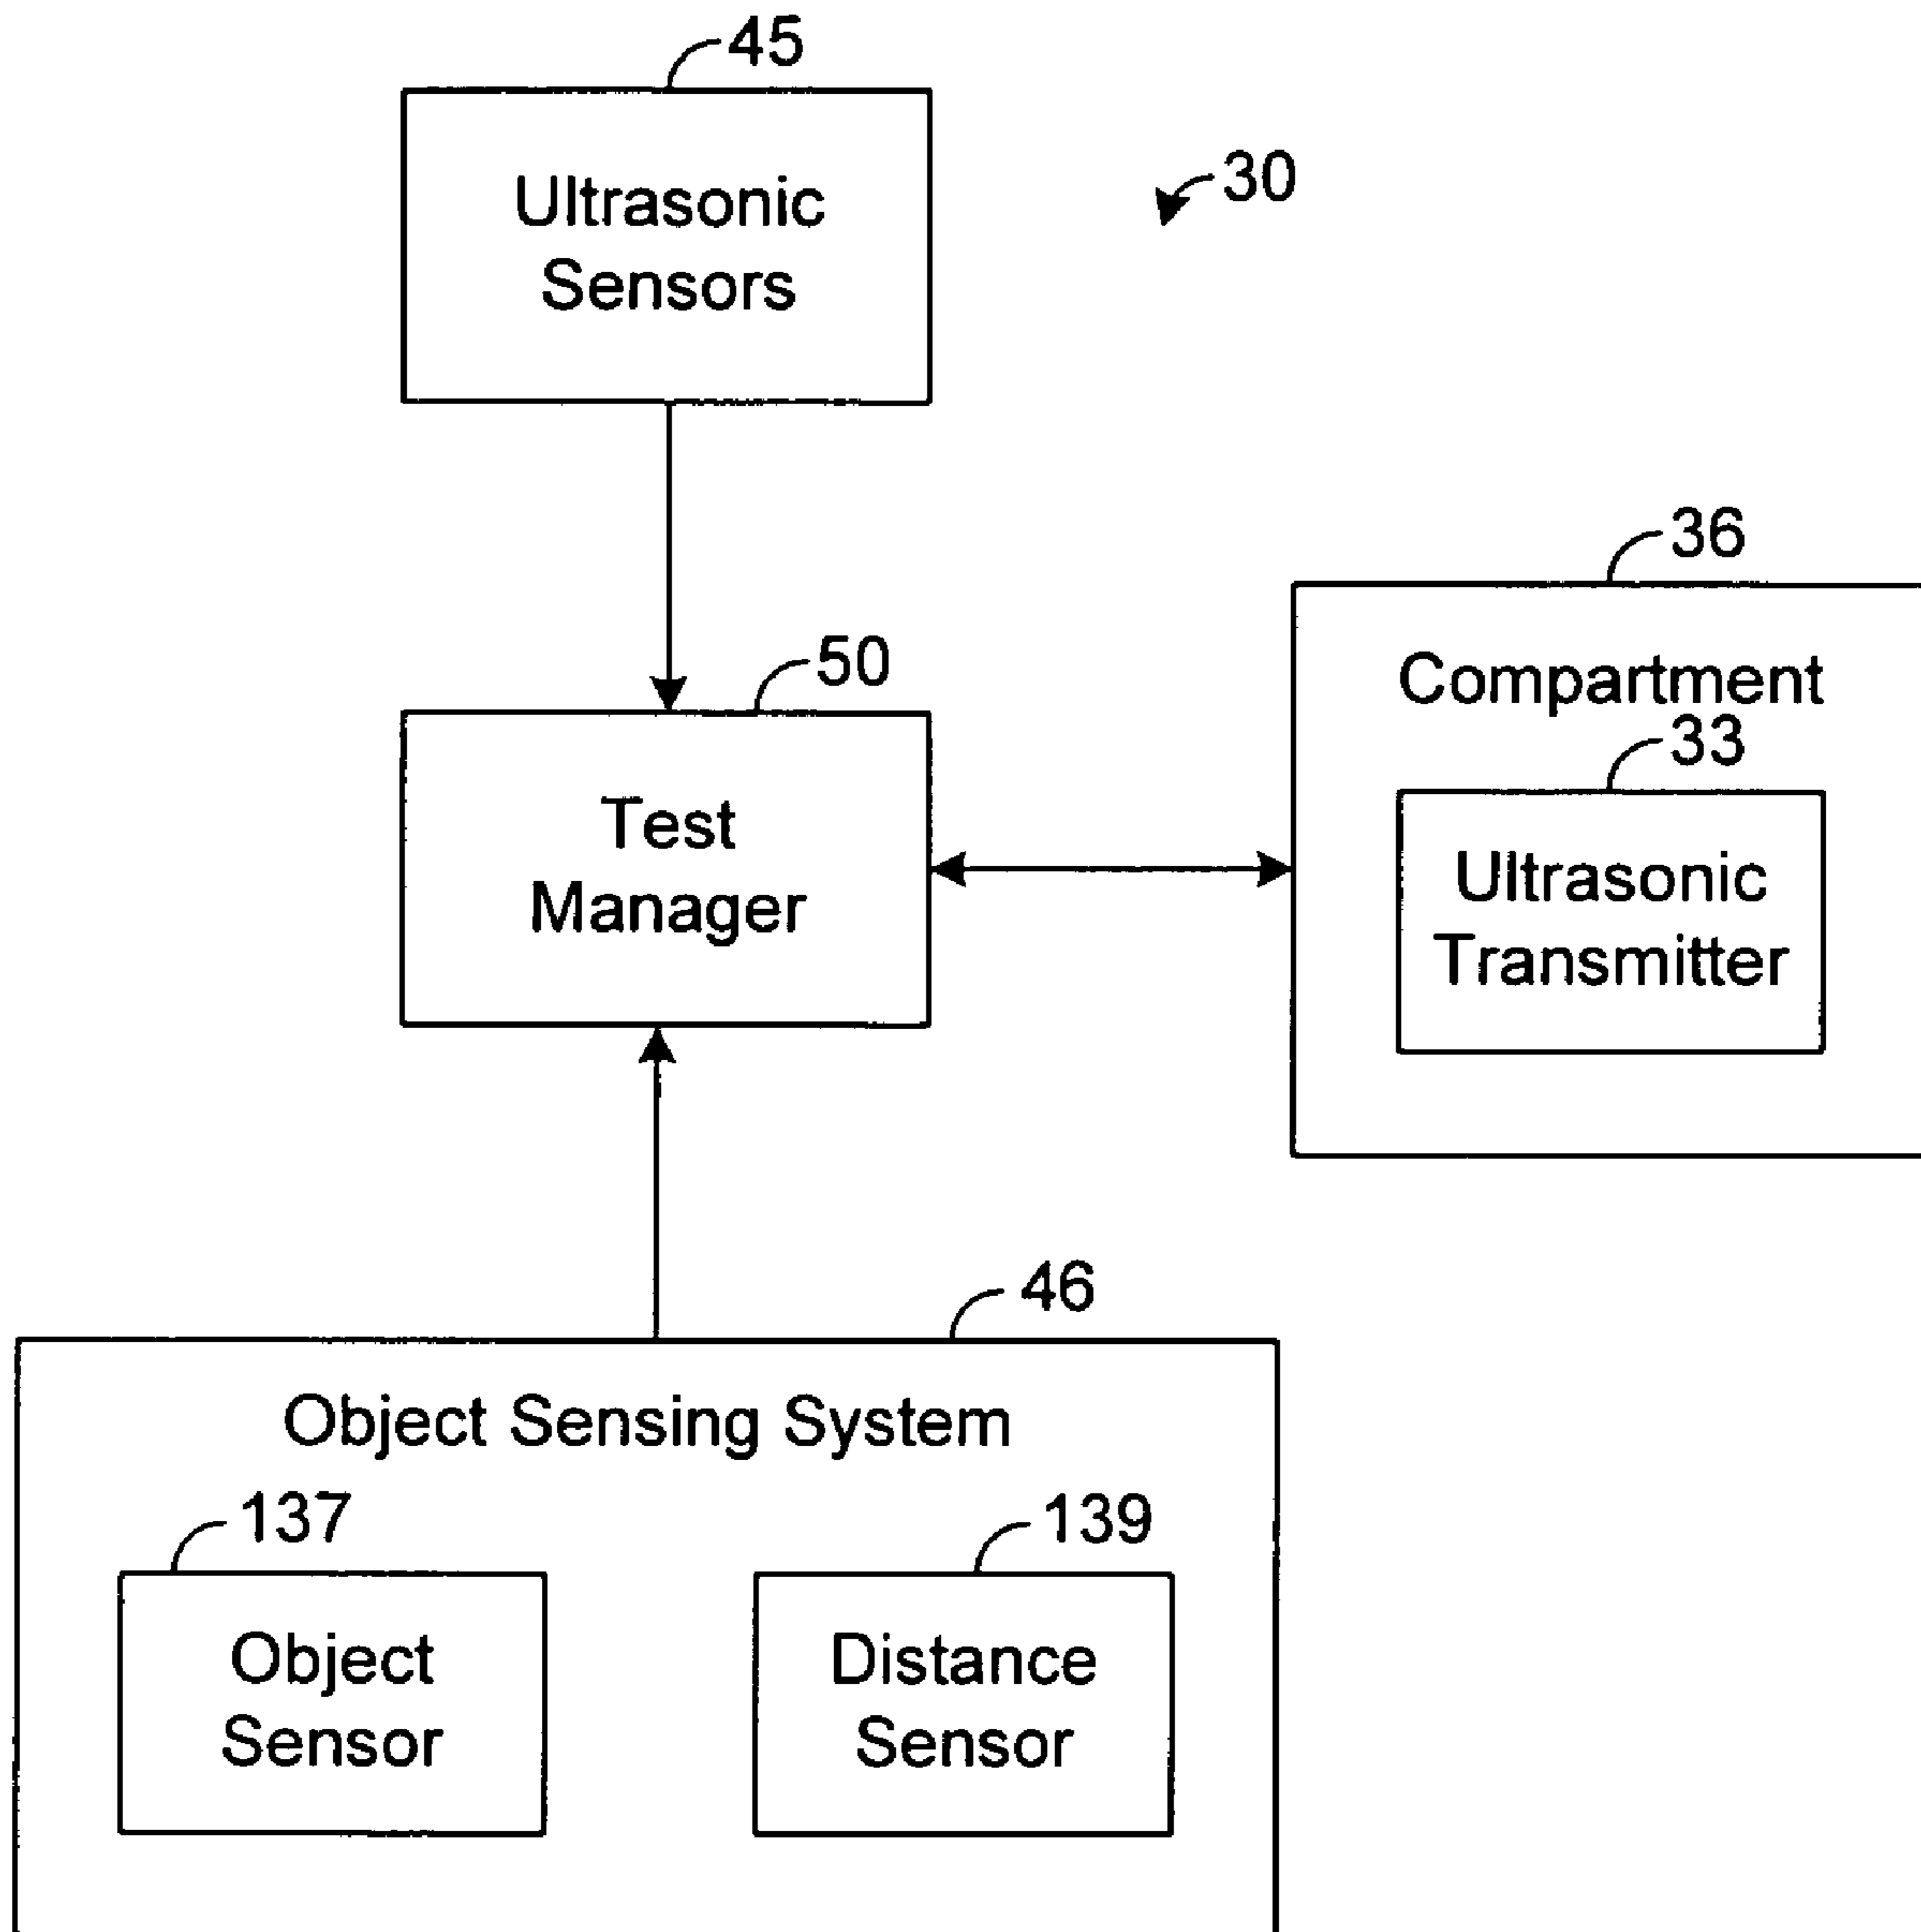 45
Ultrasonic
Sensors
30
36
Compartment
50
Test
Manager
33
Ultrasonic
Transmitter
46
Object Sensing System
137
Object
Sensor
139
Distance
Sensor